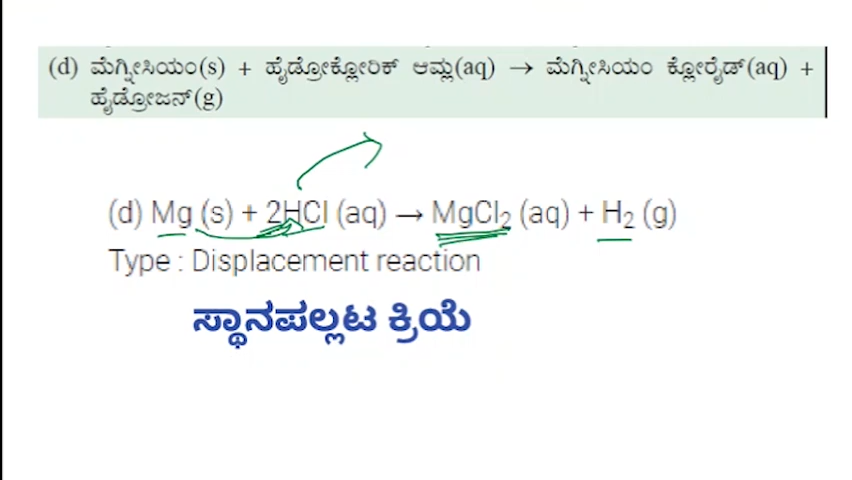 (d) ಮೆಗ್ನೀಸಿಯಂ(s) + ಹೈಡ್ರೋಕ್ಲೋರಿಕ್ ಆಮ್ಲ(aq) → ಮೆಗ್ನೀಸಿಯಂ ಕ್ಲೋರೈಡ್(aq) +
ಹೈಡ್ರೋಜನ್(g)
(d) Mg (s) + 2HCl (aq) → MgCl₂ (aq) + H₂ (g)
Type : Displacement reaction
ಸ್ಥಾನಪಲ್ಲಟ ಕ್ರಿಯೆ